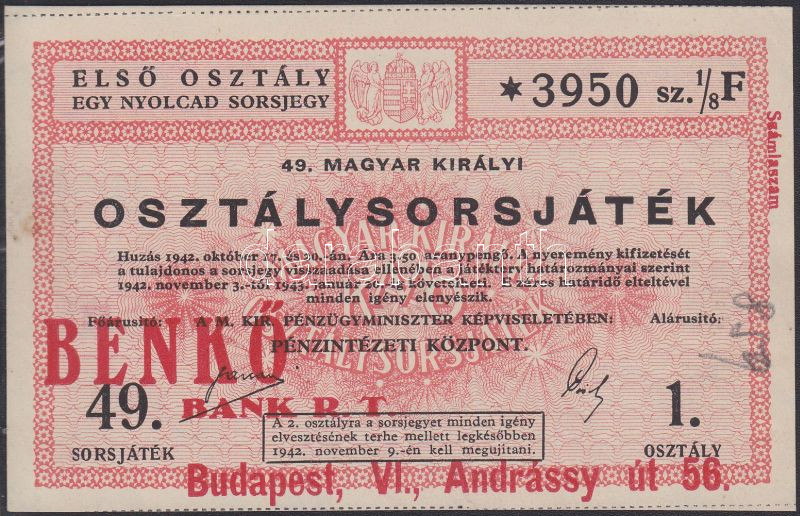 ELSŐ OSZTÁLY
EGY NYOLCAD SORSJEGY
✶3950 sz. 1/8 F
Számlaszám
49. MAGYAR KIRÁLYI
OSZTÁLYSORSJÁTÉK
Huzás 1942. október 17. és 20.-án. Ára 3.50 aranypengő. A nyeremény kifizetését
a tulajdonos a sorsjegy visszaadása ellenében a játékterv határozmányai szerint
1942. november 3.-tól 1943. január 20.-ig követelheti. E záros határidő elteltével
minden igény elenyészik.
Főárusító: A M. KIR. PÉNZÜGYMINISZTER KÉPVISELETÉBEN: Alárusító:
PÉNZINTÉZETI KÖZPONT.
BENKŐ
BANK R. T.
49.
SORSJÁTÉK
A 2. osztályra a sorsjegyet minden igény
elvesztésének terhe mellett legkésőbben
1942. november 9.-én kell megujítani.
1.
OSZTÁLY
Budapest, VI., Andrássy út 56.